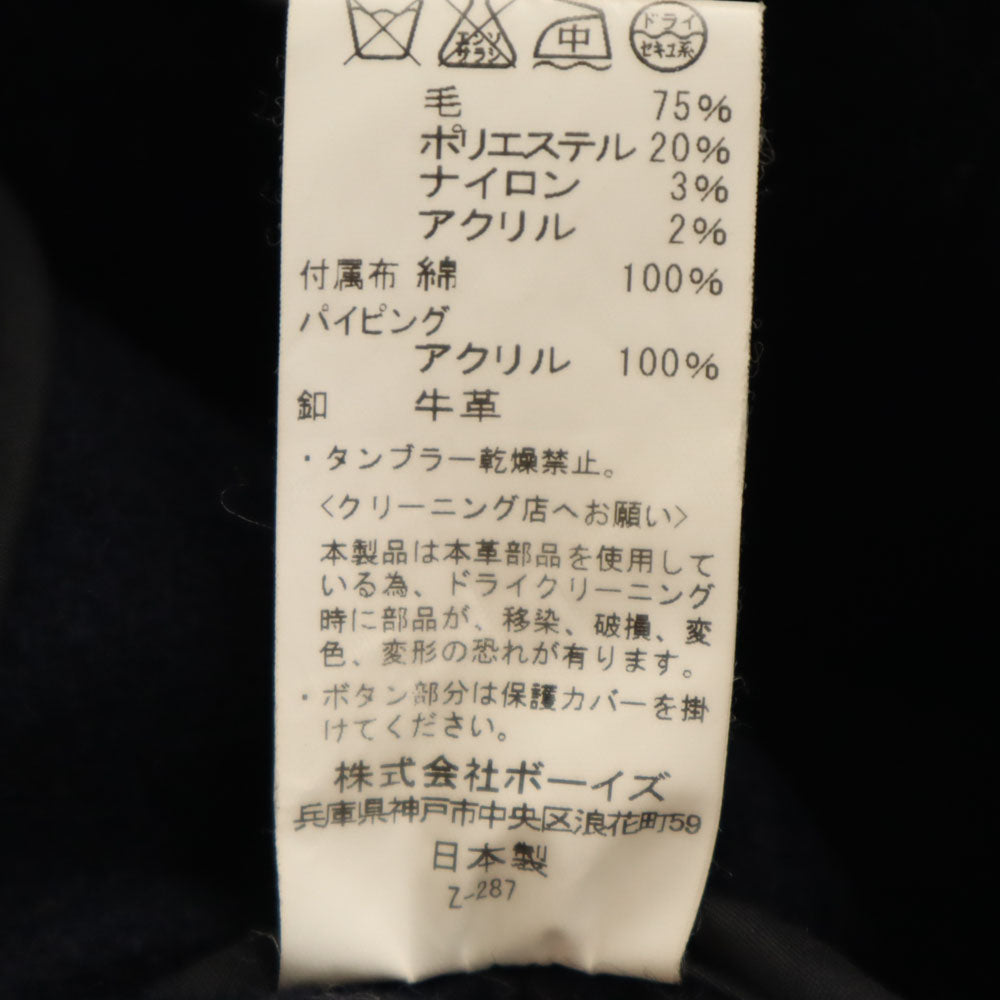 エンソ
サラシ
中
ドライ
セキユ系
毛 75%
ポリエステル 20%
ナイロン 3%
アクリル 2%
付属布 綿 100%
パイピング
アクリル 100%
釦 牛革
・タンブラー乾燥禁止。
<クリーニング店へお願い>
本製品は本革部品を使用して
いる為、ドライクリーニング
時に部品が、移染、破損、変
色、変形の恐れが有ります。
・ボタン部分は保護カバーを掛
けてください。
株式会社ボーイズ
兵庫県神戸市中央区浪花町59
日本製
Z-287